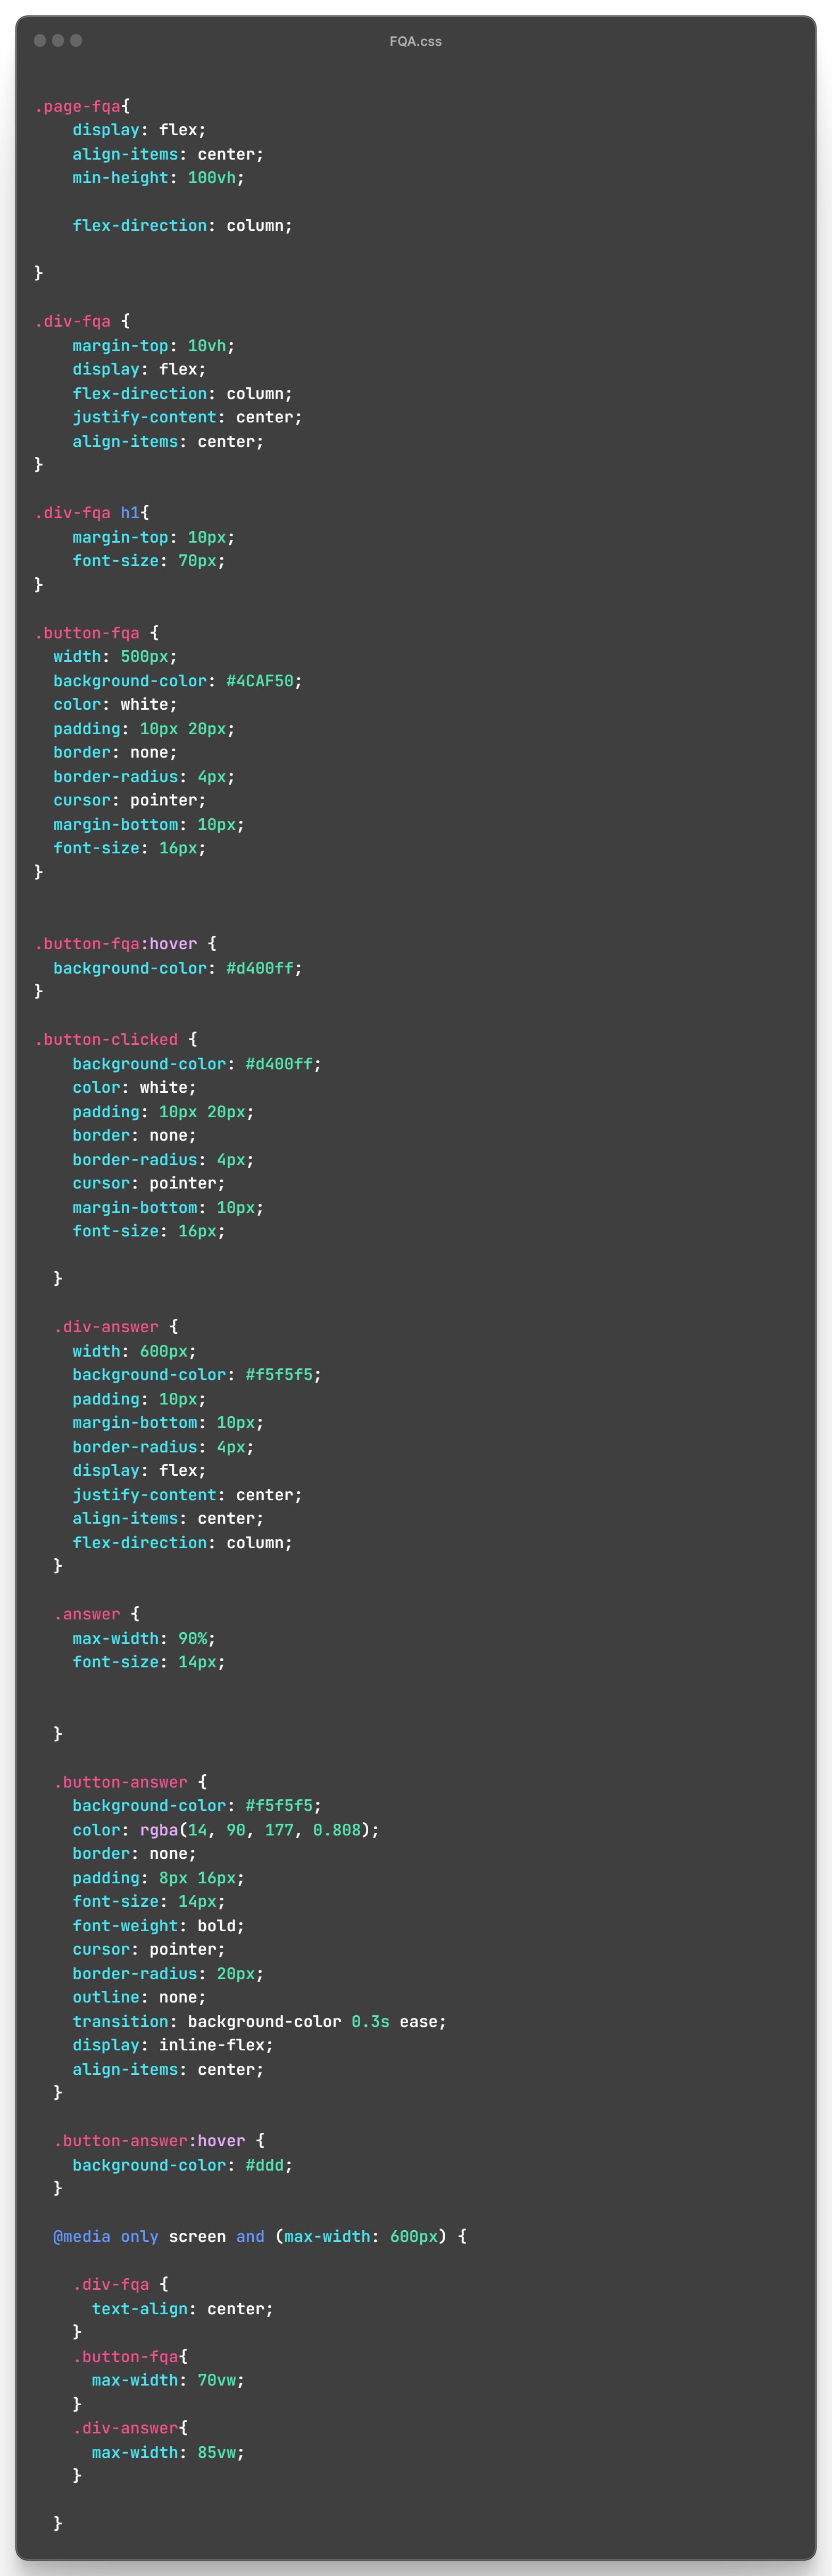 FQA.css
.page-fqa{
    display: flex;
    align-items: center;
    min-height: 100vh;

    flex-direction: column;

}

.div-fqa {
    margin-top: 10vh;
    display: flex;
    flex-direction: column;
    justify-content: center;
    align-items: center;
}

.div-fqa h1{
    margin-top: 10px;
    font-size: 70px;
}

.button-fqa {
  width: 500px;
  background-color: #4CAF50;
  color: white;
  padding: 10px 20px;
  border: none;
  border-radius: 4px;
  cursor: pointer;
  margin-bottom: 10px;
  font-size: 16px;
}


.button-fqa:hover {
  background-color: #d400ff;
}

.button-clicked {
    background-color: #d400ff;
    color: white;
    padding: 10px 20px;
    border: none;
    border-radius: 4px;
    cursor: pointer;
    margin-bottom: 10px;
    font-size: 16px;

  }

  .div-answer {
    width: 600px;
    background-color: #f5f5f5;
    padding: 10px;
    margin-bottom: 10px;
    border-radius: 4px;
    display: flex;
    justify-content: center;
    align-items: center;
    flex-direction: column;
  }

  .answer {
    max-width: 90%;
    font-size: 14px;


  }

  .button-answer {
    background-color: #f5f5f5;
    color: rgba(14, 90, 177, 0.808);
    border: none;
    padding: 8px 16px;
    font-size: 14px;
    font-weight: bold;
    cursor: pointer;
    border-radius: 20px;
    outline: none;
    transition: background-color 0.3s ease;
    display: inline-flex;
    align-items: center;
  }

  .button-answer:hover {
    background-color: #ddd;
  }

  @media only screen and (max-width: 600px) {

    .div-fqa {
      text-align: center;
    }
    .button-fqa{
      max-width: 70vw;
    }
    .div-answer{
      max-width: 85vw;
    }

  }